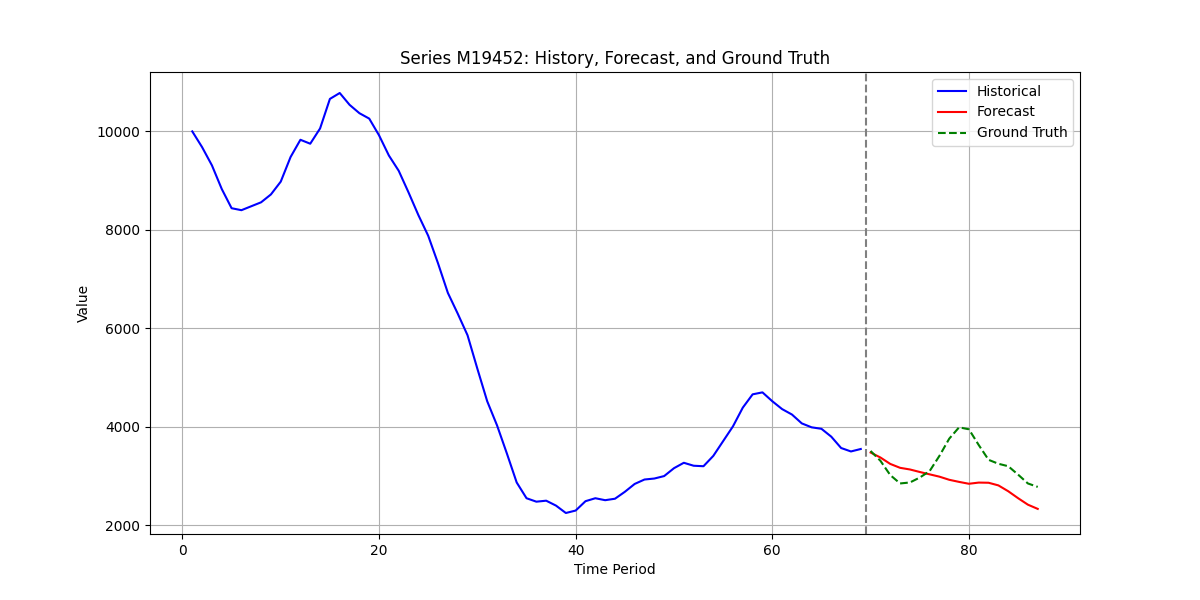 Series M19452: History, Forecast, and Ground Truth
Historical
Forecast
Ground Truth
10000
8000
6000
4000
2000
Value
0
20
40
60
80
Time Period